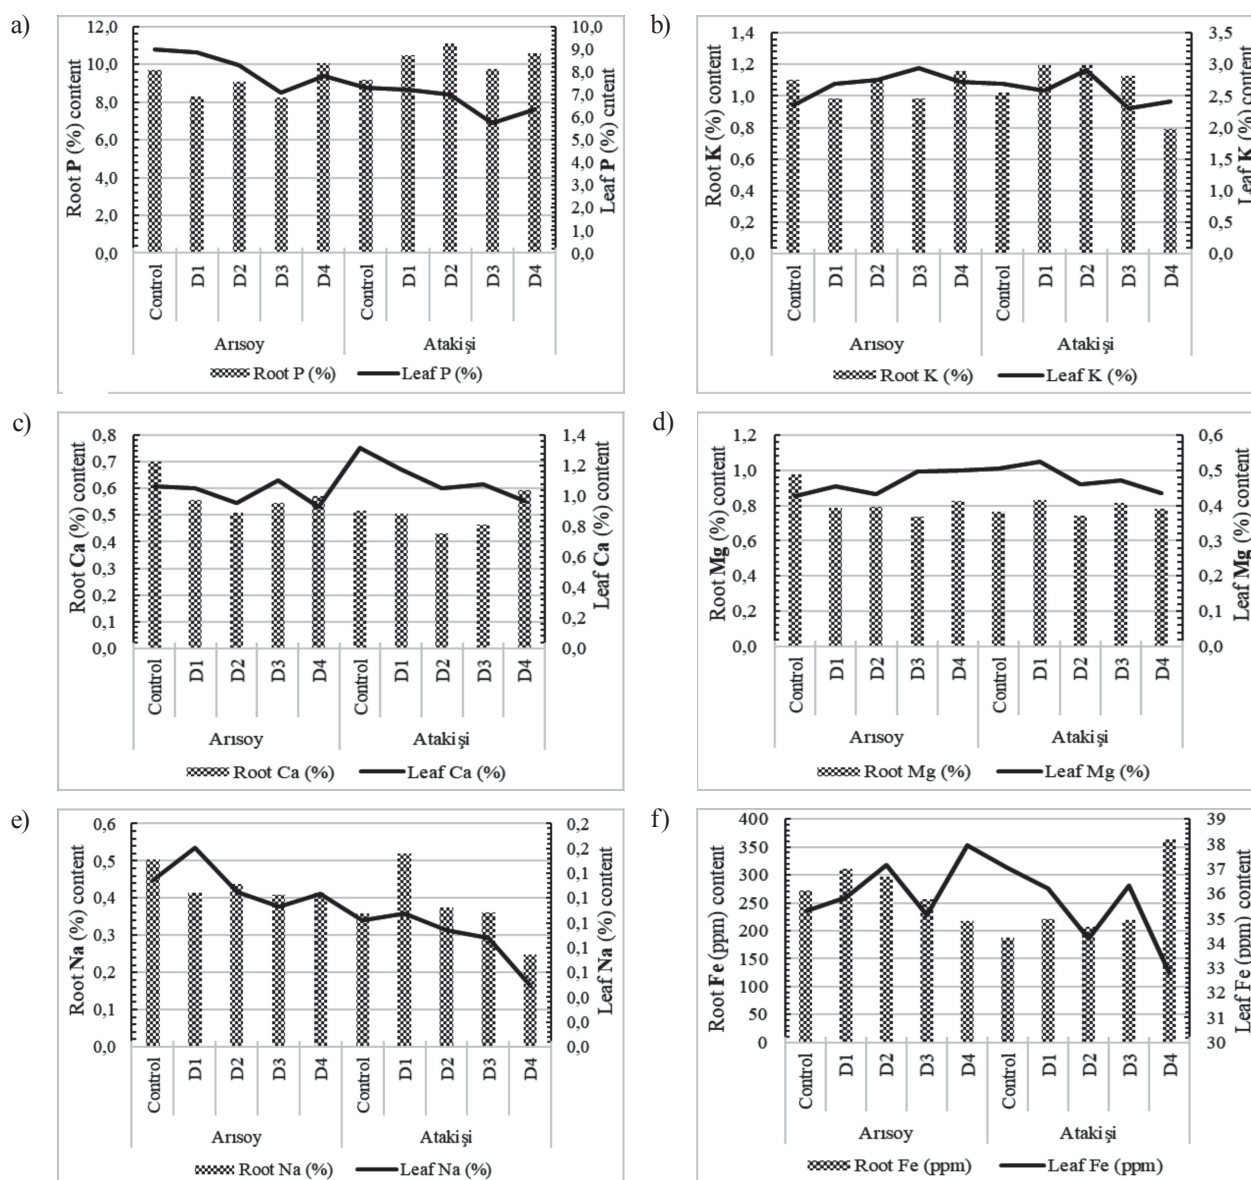 a)
12,0
10,0
8,0
6,0
4,0
2,0
0,0
Root P (%) content
10,0
9,0
8,0
7,0
6,0
5,0
4,0
3,0
2,0
1,0
0,0
Leaf P (%) cntent
Control D1 D2 D3 D4 Control D1 D2 D3 D4
Arısoy Atakişi
Root P (%) Leaf P (%)
b)
1,4
1,2
1,0
0,8
0,6
0,4
0,2
0,0
Root K (%) content
3,5
3,0
2,5
2,0
1,5
1,0
0,5
0,0
Leaf K (%) content
Control D1 D2 D3 D4 Control D1 D2 D3 D4
Arısoy Atakişi
Root K (%) Leaf K (%)
c)
0,8
0,7
0,6
0,5
0,4
0,3
0,2
0,1
0,0
Root Ca (%) content
1,4
1,2
1,0
0,8
0,6
0,4
0,2
0,0
Leaf Ca (%) content
Control D1 D2 D3 D4 Control D1 D2 D3 D4
Arısoy Atakişi
Root Ca (%) Leaf Ca (%)
d)
1,2
1,0
0,8
0,6
0,4
0,2
0,0
Root Mg (%) content
0,6
0,5
0,4
0,3
0,2
0,1
0,0
Leaf Mg (%) content
Control D1 D2 D3 D4 Control D1 D2 D3 D4
Arısoy Atakişi
Root Mg (%) Leaf Mg (%)
e)
0,6
0,5
0,4
0,3
0,2
0,1
0,0
Root Na (%) content
0,2
0,2
0,1
0,1
0,1
0,1
0,1
0,0
0,0
0,0
Leaf Na (%) content
Control D1 D2 D3 D4 Control D1 D2 D3 D4
Arısoy Atakişi
Root Na (%) Leaf Na (%)
f)
400
350
300
250
200
150
100
50
0
Root Fe (ppm) content
39
38
37
36
35
34
33
32
31
30
Leaf Fe (ppm) content
Control D1 D2 D3 D4 Control D1 D2 D3 D4
Arısoy Atakişi
Root Fe (ppm) Leaf Fe (ppm)